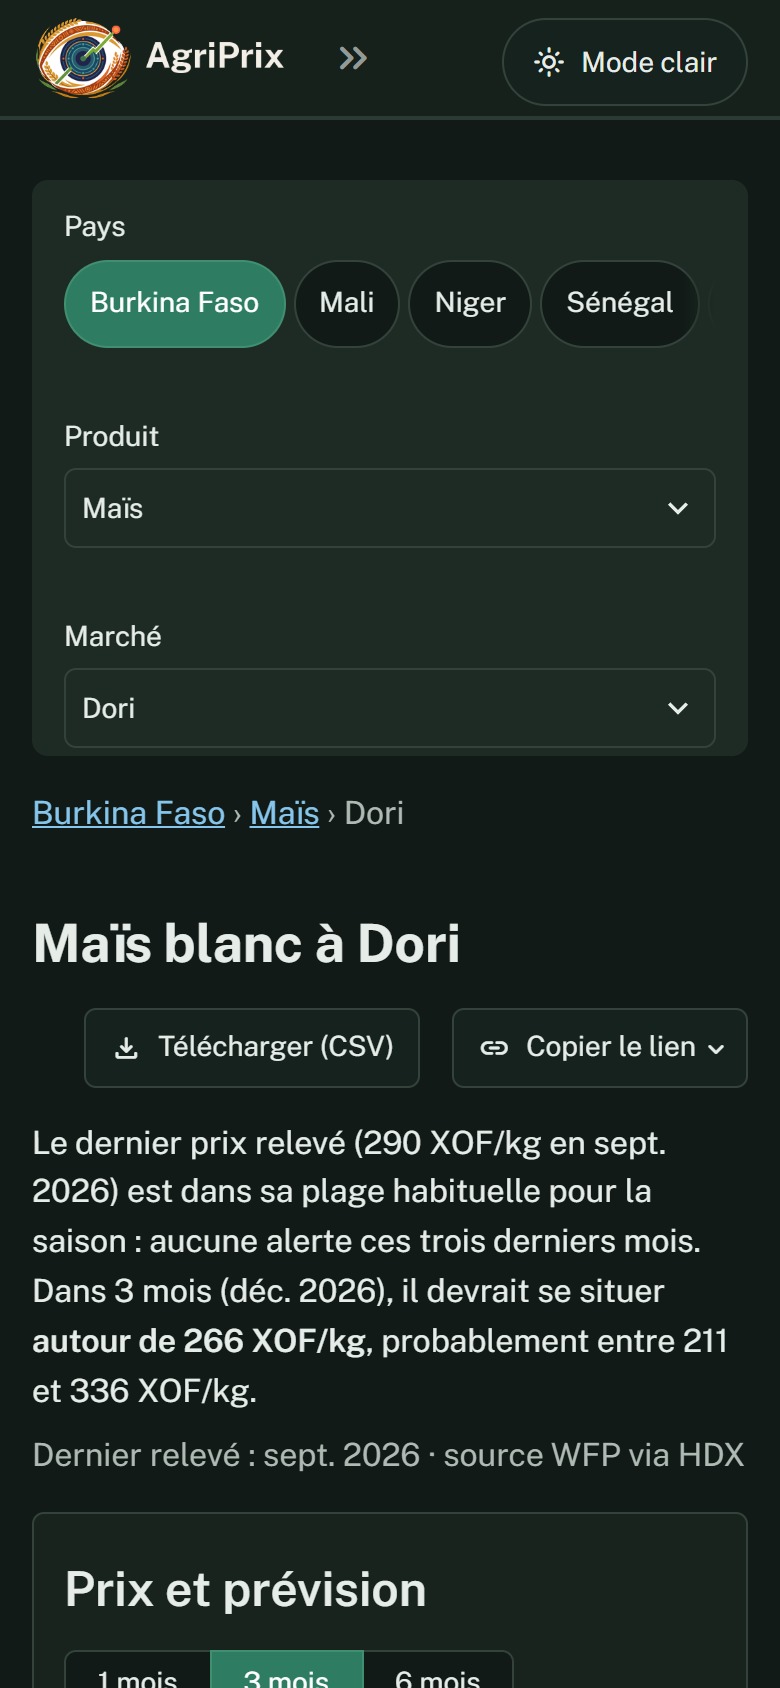 AgriPrix
Mode clair
Pays
Burkina Faso
Mali
Niger
Sénégal
Produit
Maïs
Marché
Dori
Burkina Faso › Maïs › Dori
Maïs blanc à Dori
Télécharger (CSV)
Copier le lien
Le dernier prix relevé (290 XOF/kg en sept.
2026) est dans sa plage habituelle pour la
saison : aucune alerte ces trois derniers mois.
Dans 3 mois (déc. 2026), il devrait se situer
autour de 266 XOF/kg, probablement entre 211
et 336 XOF/kg.
Dernier relevé : sept. 2026 · source WFP via HDX
Prix et prévision
1 mois
3 mois
6 mois